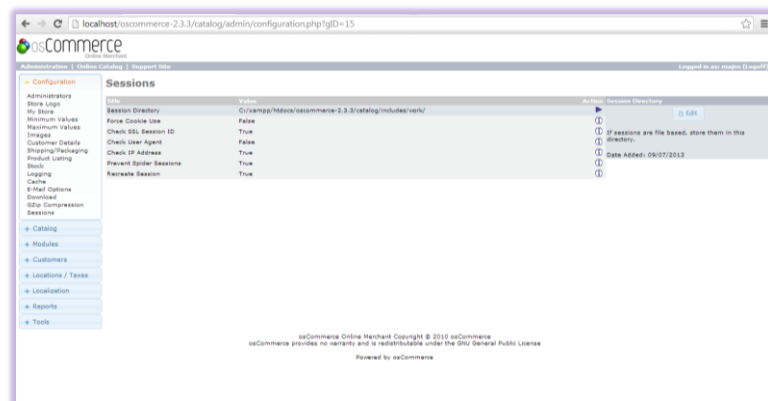 localhost/oscommerce-2.3.3/catalog/admin/configuration.php?gID=15
osCommerce
Online Merchant
Administration | Online Catalog | Support Site
Logged in as: majno (Logoff)
Configuration
Administrators
Store Logo
My Store
Minimum Values
Maximum Values
Images
Customer Details
Shipping/Packaging
Product Listing
Stock
Logging
Cache
E-Mail Options
Download
GZip Compression
Sessions
+ Catalog
+ Modules
+ Customers
+ Locations / Taxes
+ Localization
+ Reports
+ Tools
Sessions
Title Value Action
Session Directory C:/xampp/htdocs/oscommerce-2.3.3/catalog/includes/work/
Force Cookie Use False
Check SSL Session ID True
Check User Agent False
Check IP Address True
Prevent Spider Sessions True
Recreate Session True
Session Directory
Edit
If sessions are file based, store them in this
directory.
Date Added: 09/07/2013
osCommerce Online Merchant Copyright © 2010 osCommerce
osCommerce provides no warranty and is redistributable under the GNU General Public License
Powered by osCommerce